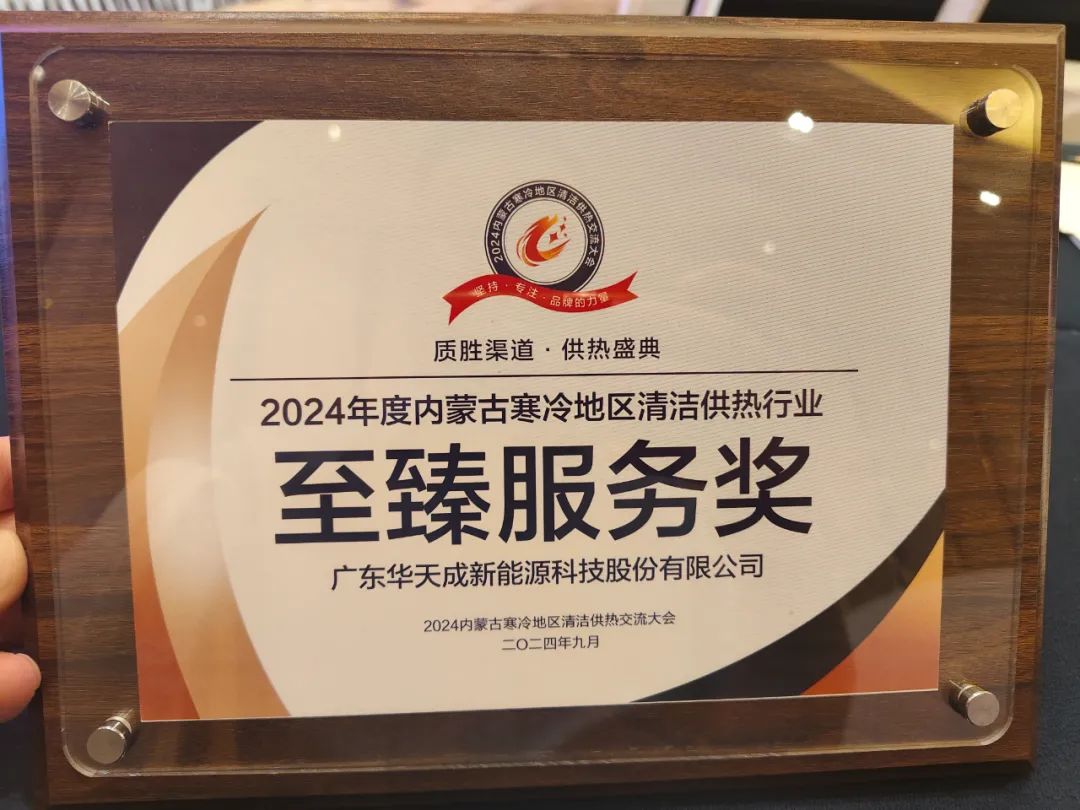 2024内蒙古寒冷地区清洁供热交流大会
坚持·专注·品牌的力量
质胜渠道·供热盛典
2024年度内蒙古寒冷地区清洁供热行业
至臻服务奖
广东华天成新能源科技股份有限公司
2024内蒙古寒冷地区清洁供热交流大会
二〇二四年九月